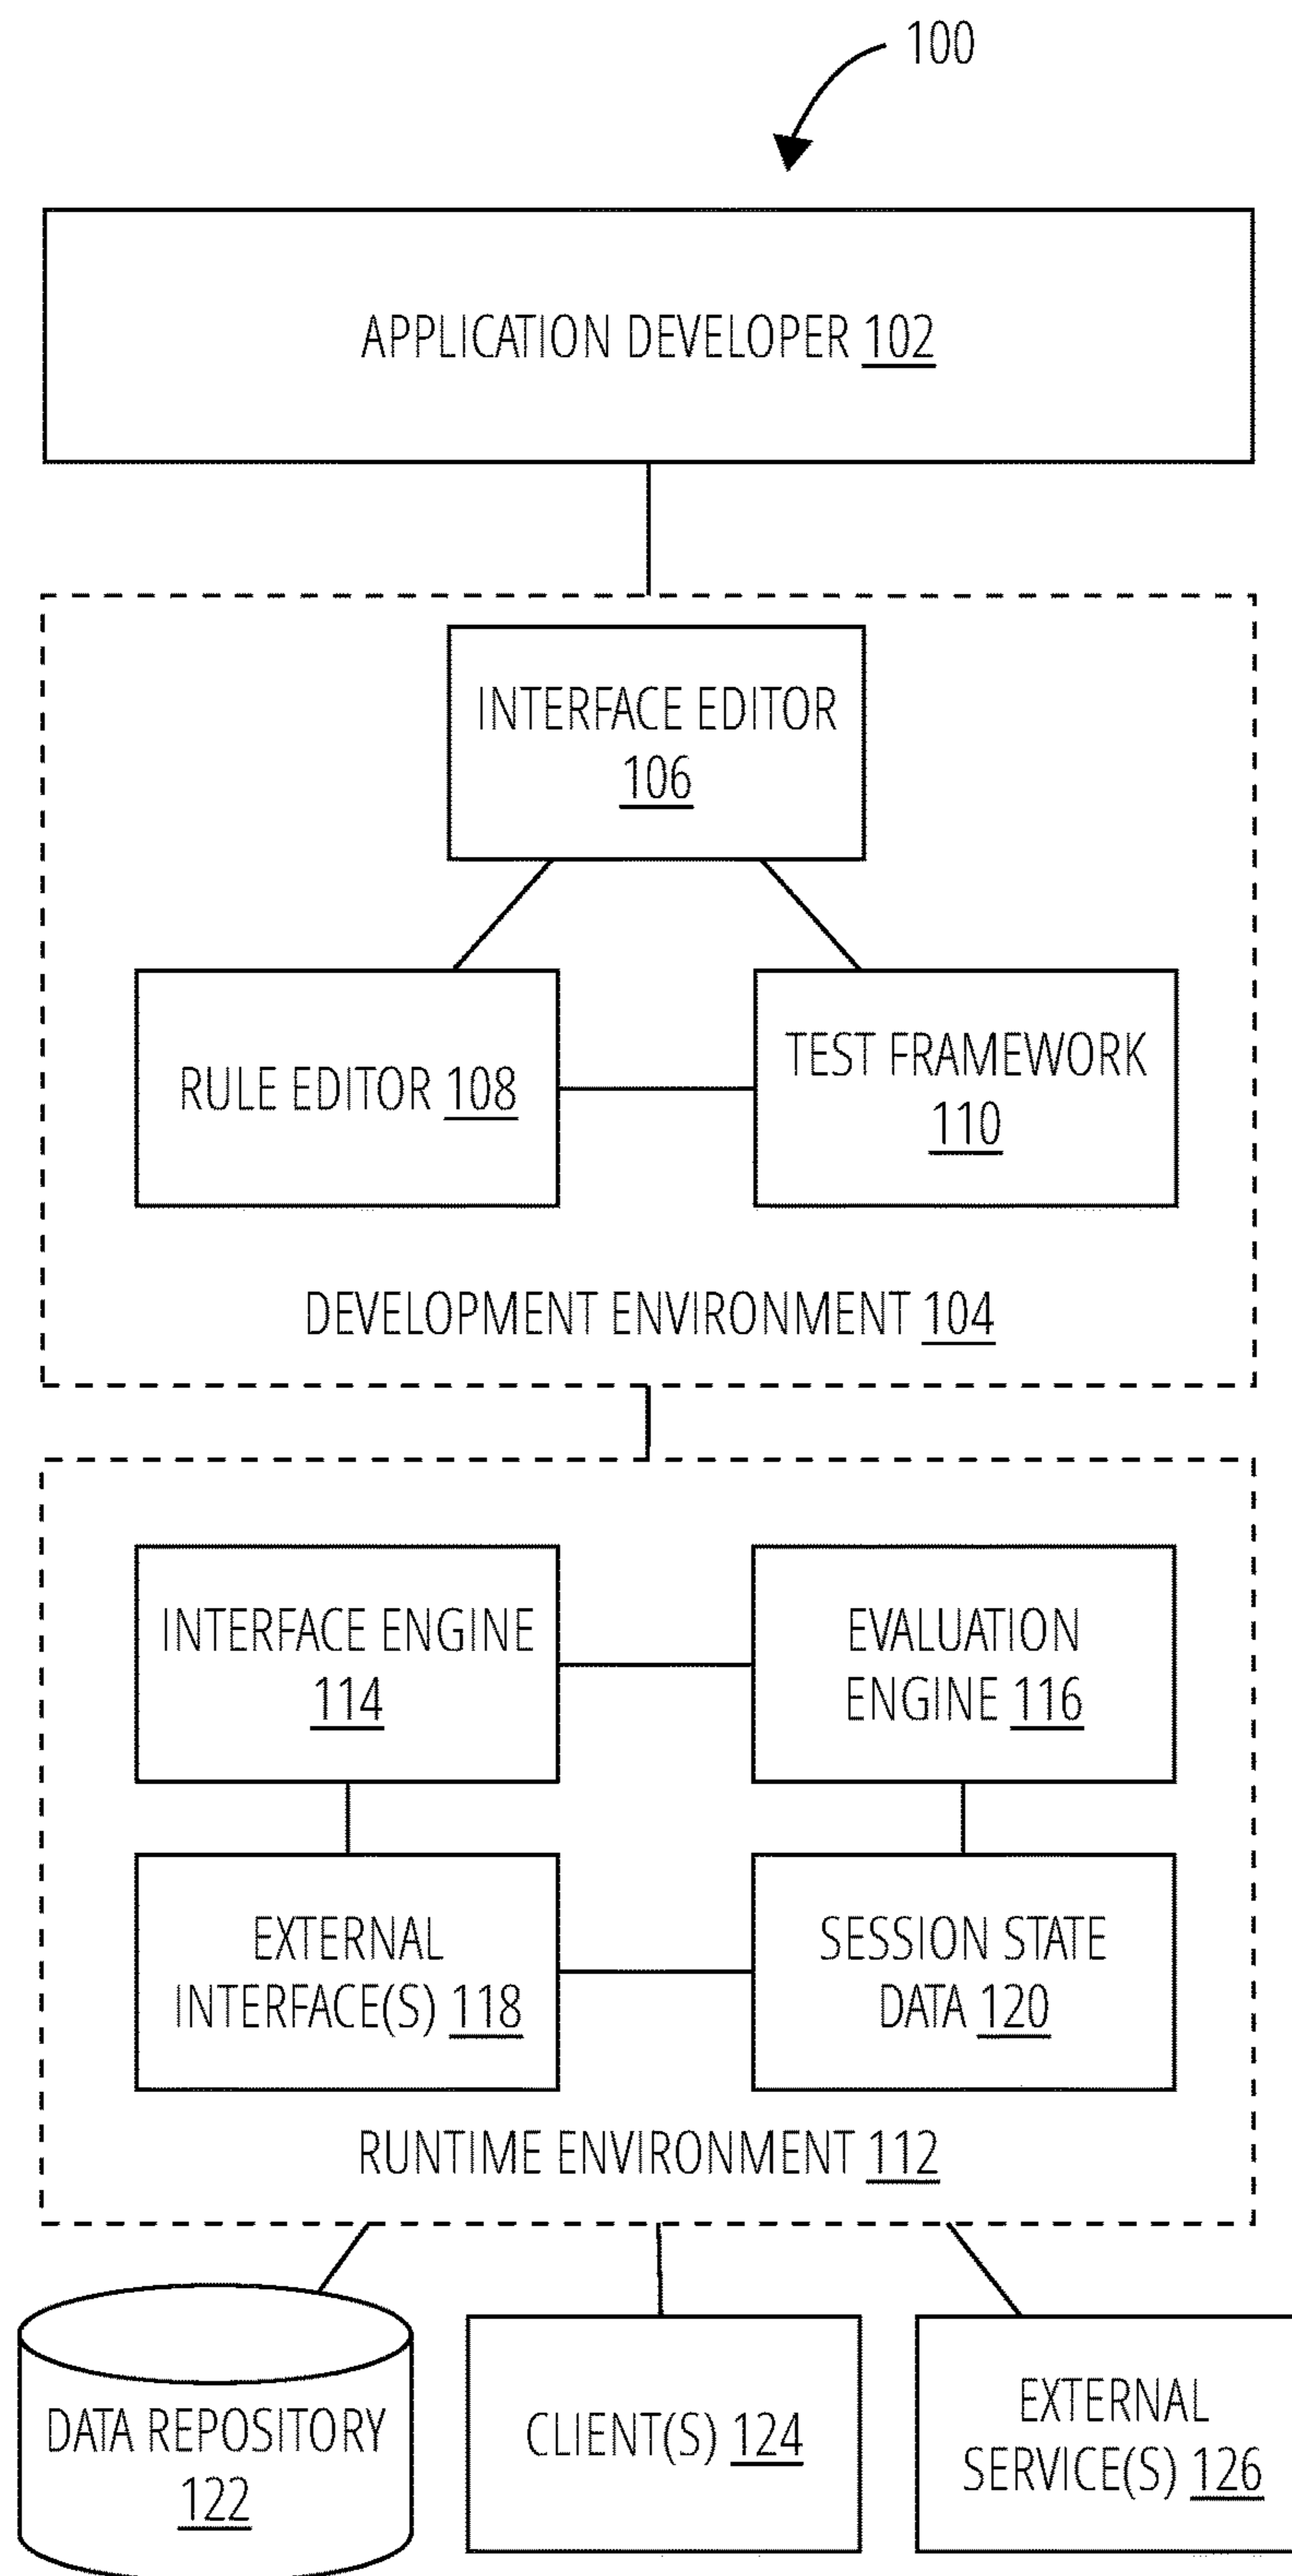 100
APPLICATION DEVELOPER 102
INTERFACE EDITOR
106
RULE EDITOR 108
TEST FRAMEWORK
110
DEVELOPMENT ENVIRONMENT 104
INTERFACE ENGINE
114
EVALUATION
ENGINE 116
EXTERNAL
INTERFACE(S) 118
SESSION STATE
DATA 120
RUNTIME ENVIRONMENT 112
DATA REPOSITORY
122
CLIENT(S) 124
EXTERNAL
SERVICE(S) 126